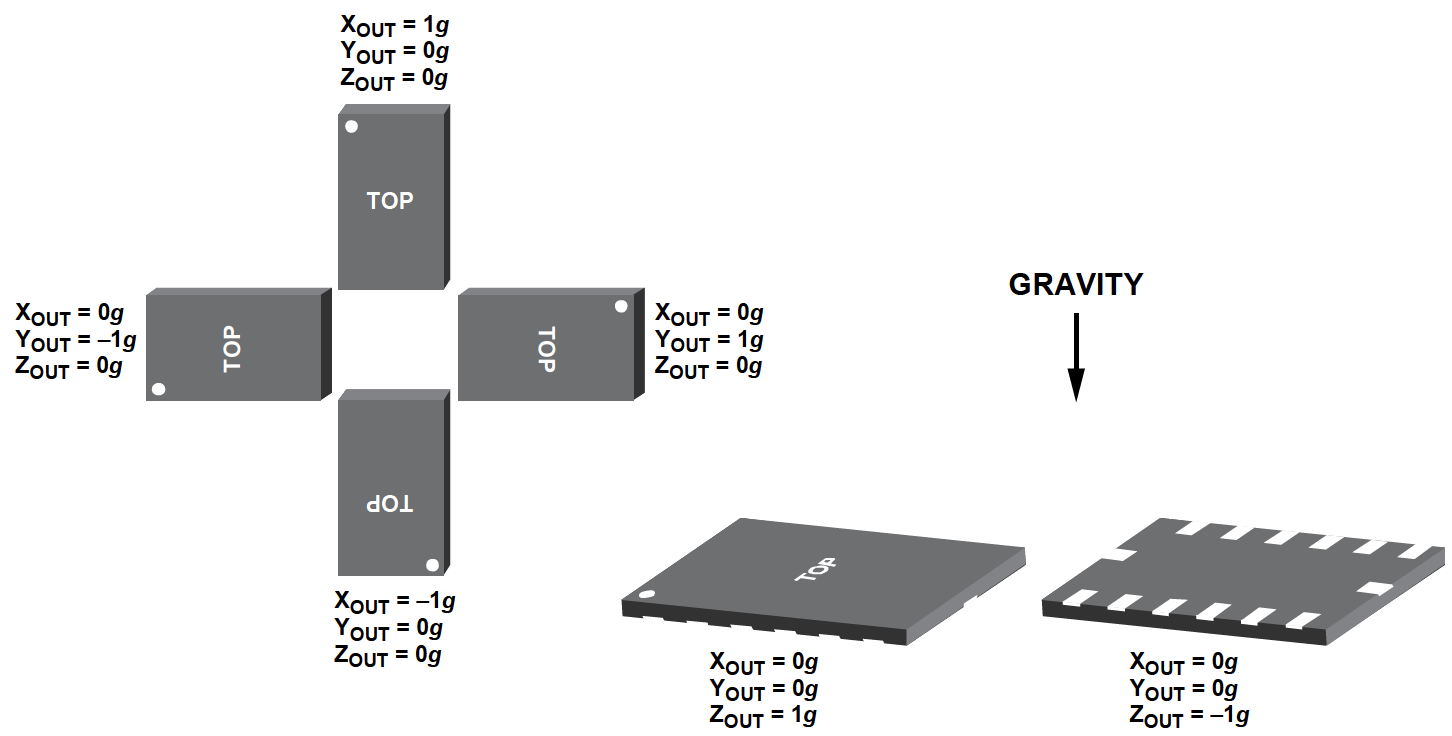 XOUT = 1g
YOUT = 0g
ZOUT = 0g
TOP
XOUT = 0g
YOUT = –1g
ZOUT = 0g
TOP
TOP
XOUT = 0g
YOUT = 1g
ZOUT = 0g
GRAVITY
TOP
XOUT = –1g
YOUT = 0g
ZOUT = 0g
TOP
XOUT = 0g
YOUT = 0g
ZOUT = 1g
XOUT = 0g
YOUT = 0g
ZOUT = –1g